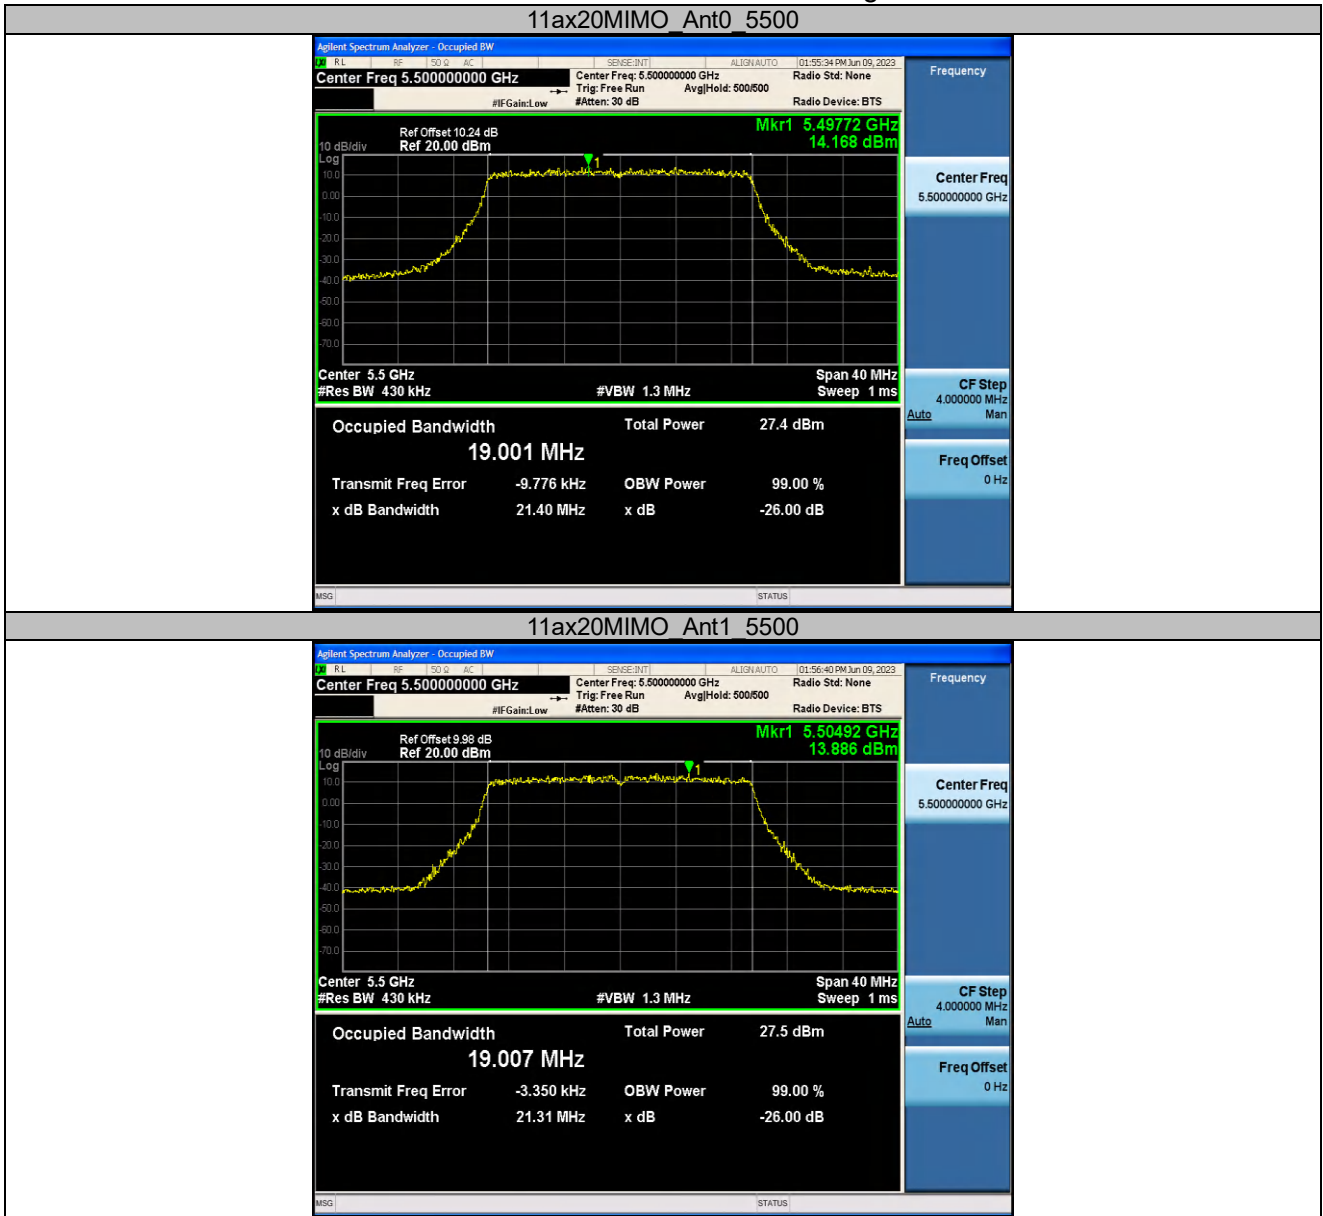 11ax20MIMO_Ant0_5500
Agilent Spectrum Analyzer - Occupied BW
RL RF 50 Ω AC SENSE:INT ALIGN AUTO 01:55:34 PM Jun 09, 2023
Center Freq 5.500000000 GHz Center Freq: 5.500000000 GHz Radio Std: None Frequency
Trig: Free Run Avg|Hold: 500/500
#IFGain:Low #Atten: 30 dB Radio Device: BTS
Mkr1 5.49772 GHz
14.168 dBm
Ref Offset 10.24 dB
10 dB/div Ref 20.00 dBm
Log
1
10.0
0.00
-10.0
-20.0
-30.0
-40.0
-50.0
-60.0
-70.0
Center 5.5 GHz Span 40 MHz
#Res BW 430 kHz #VBW 1.3 MHz Sweep 1 ms
Center Freq
5.500000000 GHz
CF Step
4.000000 MHz
Auto Man
Freq Offset
0 Hz
Occupied Bandwidth Total Power 27.4 dBm
19.001 MHz
Transmit Freq Error -9.776 kHz OBW Power 99.00 %
x dB Bandwidth 21.40 MHz x dB -26.00 dB
MSG STATUS
11ax20MIMO_Ant1_5500
Agilent Spectrum Analyzer - Occupied BW
RL RF 50 Ω AC SENSE:INT ALIGN AUTO 01:56:40 PM Jun 09, 2023
Center Freq 5.500000000 GHz Center Freq: 5.500000000 GHz Radio Std: None Frequency
Trig: Free Run Avg|Hold: 500/500
#IFGain:Low #Atten: 30 dB Radio Device: BTS
Mkr1 5.50492 GHz
13.886 dBm
Ref Offset 9.98 dB
10 dB/div Ref 20.00 dBm
Log
1
10.0
0.00
-10.0
-20.0
-30.0
-40.0
-50.0
-60.0
-70.0
Center 5.5 GHz Span 40 MHz
#Res BW 430 kHz #VBW 1.3 MHz Sweep 1 ms
Center Freq
5.500000000 GHz
CF Step
4.000000 MHz
Auto Man
Freq Offset
0 Hz
Occupied Bandwidth Total Power 27.5 dBm
19.007 MHz
Transmit Freq Error -3.350 kHz OBW Power 99.00 %
x dB Bandwidth 21.31 MHz x dB -26.00 dB
MSG STATUS